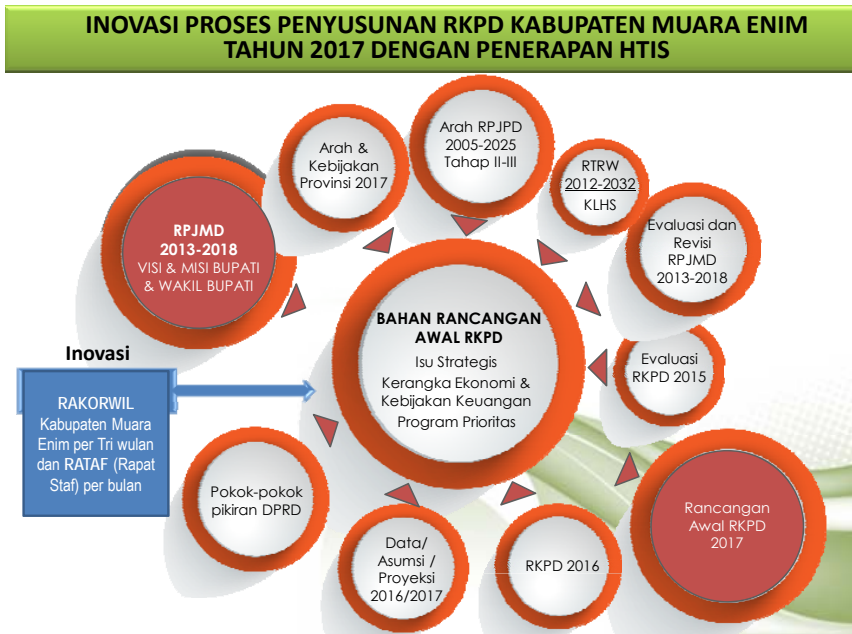 INOVASI PROSES PENYUSUNAN RKPD KABUPATEN MUARA ENIM
TAHUN 2017 DENGAN PENERAPAN HTIS
Arah &
Kebijakan
Provinsi 2017
Arah RPJPD
2005-2025
Tahap II-III
RTRW
2012-2032
KLHS
RPJMD
2013-2018
VISI & MISI BUPATI
& WAKIL BUPATI
Evaluasi dan
Revisi
RPJMD
2013-2018
BAHAN RANCANGAN
AWAL RKPD
Isu Strategis
Kerangka Ekonomi &
Kebijakan Keuangan
Program Prioritas
Inovasi
RAKORWIL
Kabupaten Muara
Enim per Tri wulan
dan RATAF (Rapat
Staf) per bulan
Evaluasi
RKPD 2015
Pokok-pokok
pikiran DPRD
Data/
Asumsi /
Proyeksi
2016/2017
RKPD 2016
Rancangan
Awal RKPD
2017